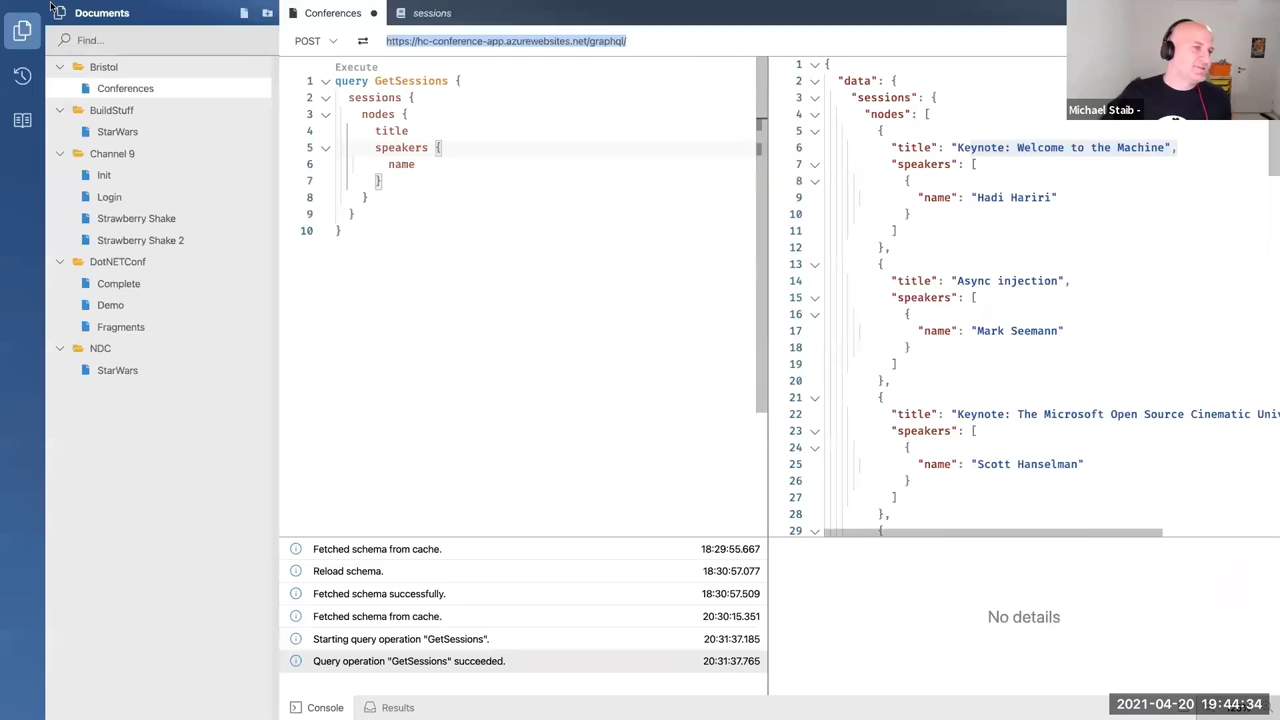 Documents
Find...
Bristol
Conferences
BuildStuff
StarWars
Channel 9
Init
Login
Strawberry Shake
Strawberry Shake 2
DotNETConf
Complete
Demo
Fragments
NDC
StarWars
Conferences
sessions
POST
https://hc-conference-app.azurewebsites.net/graphql/
Execute
1 query GetSessions {
2 sessions {
3 nodes {
4 title
5 speakers {
6 name
7 }
8 }
9 }
10 }
1 {
2 "data": {
3 "sessions": {
4 "nodes": [
5 {
6 "title": "Keynote: Welcome to the Machine",
7 "speakers": [
8 {
9 "name": "Hadi Hariri"
10 }
11 ]
12 },
13 {
14 "title": "Async injection",
15 "speakers": [
16 {
17 "name": "Mark Seemann"
18 }
19 ]
20 },
21 {
22 "title": "Keynote: The Microsoft Open Source Cinematic Uni
23 "speakers": [
24 {
25 "name": "Scott Hanselman"
26 }
27 ]
28 },
29 {
Michael Staib -
Fetched schema from cache. 18:29:55.667
Reload schema. 18:30:57.077
Fetched schema successfully. 18:30:57.509
Fetched schema from cache. 20:30:15.351
Starting query operation "GetSessions". 20:31:37.185
Query operation "GetSessions" succeeded. 20:31:37.765
No details
Console
Results
2021-04-20 19:44:34